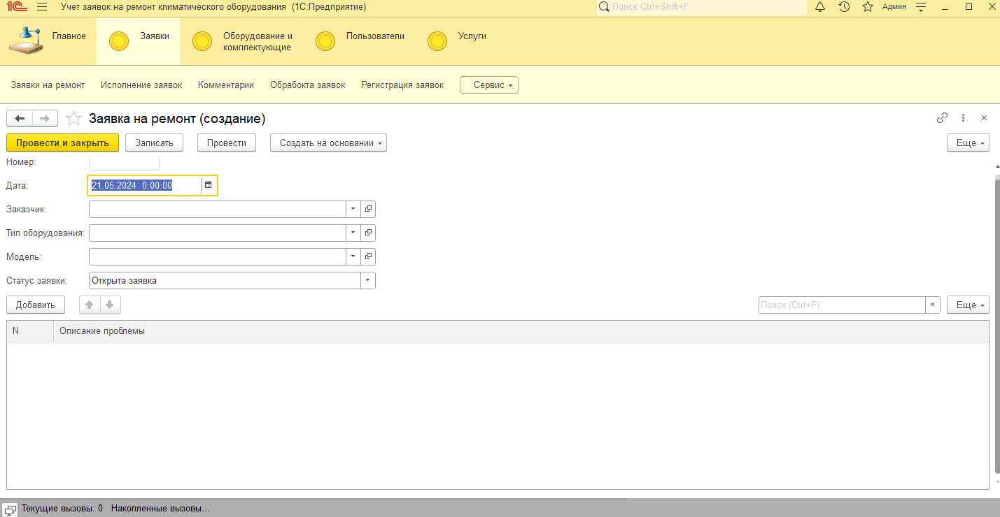 1С Учет заявок на ремонт климатического оборудования (1С:Предприятие) Поиск Ctrl+Shift+F Админ
Главное Заявки Оборудование и комплектующие Пользователи Услуги
Заявки на ремонт Исполнение заявок Комментарии Обрабокта заявок Регистрация заявок Сервис
Заявка на ремонт (создание)
Провести и закрыть Записать Провести Создать на основании Еще
Номер:
Дата: 21.05.2024 0:00:00
Заказчик:
Тип оборудования:
Модель:
Статус заявки: Открыта заявка
Добавить Поиск (Ctrl+F) × Еще
N Описание проблемы
Текущие вызовы: 0 Накопленные вызовы...